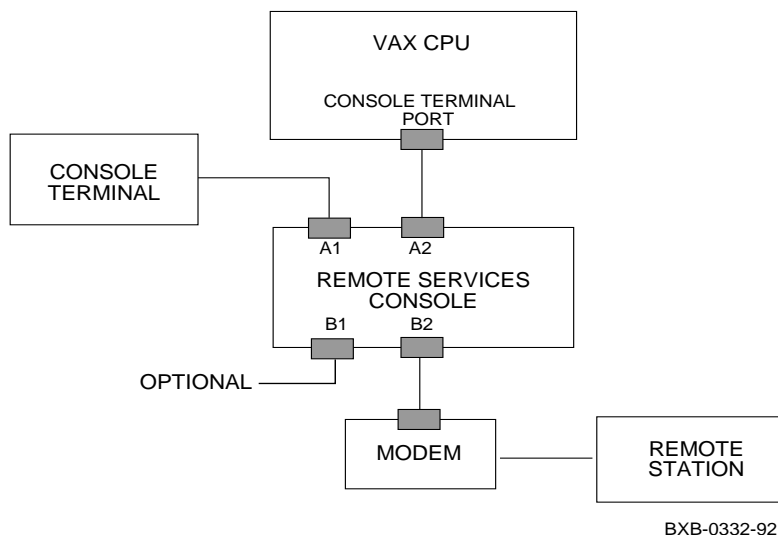 VAX CPU
CONSOLE TERMINAL
PORT
CONSOLE
TERMINAL
A1
A2
REMOTE SERVICES
CONSOLE
B1
B2
OPTIONAL
MODEM
REMOTE
STATION
BXB-0332-92